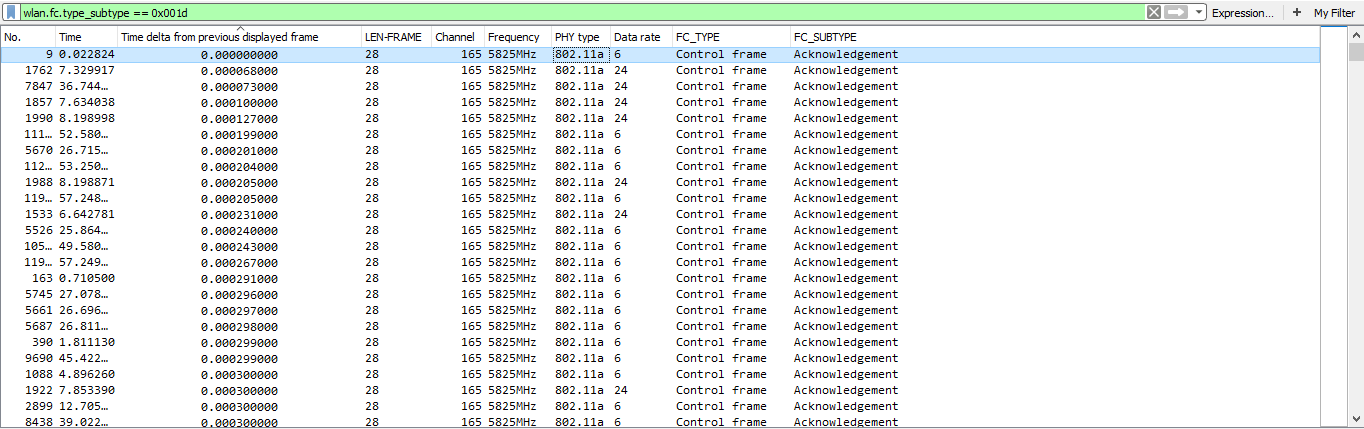 wlan.fc.type_subtype == 0x001d Expression... + My Filter
No. Time Time delta from previous displayed frame LEN-FRAME Channel Frequency PHY type Data rate FC_TYPE FC_SUBTYPE
9 0.022824 0.000000000 28 165 5825MHz 802.11a 6 Control frame Acknowledgement
1762 7.329917 0.000068000 28 165 5825MHz 802.11a 24 Control frame Acknowledgement
7847 36.744… 0.000073000 28 165 5825MHz 802.11a 24 Control frame Acknowledgement
1857 7.634038 0.000100000 28 165 5825MHz 802.11a 24 Control frame Acknowledgement
1990 8.198998 0.000127000 28 165 5825MHz 802.11a 24 Control frame Acknowledgement
111… 52.580… 0.000199000 28 165 5825MHz 802.11a 6 Control frame Acknowledgement
5670 26.715… 0.000201000 28 165 5825MHz 802.11a 6 Control frame Acknowledgement
112… 53.250… 0.000204000 28 165 5825MHz 802.11a 6 Control frame Acknowledgement
1988 8.198871 0.000205000 28 165 5825MHz 802.11a 24 Control frame Acknowledgement
119… 57.248… 0.000205000 28 165 5825MHz 802.11a 6 Control frame Acknowledgement
1533 6.642781 0.000231000 28 165 5825MHz 802.11a 24 Control frame Acknowledgement
5526 25.864… 0.000240000 28 165 5825MHz 802.11a 6 Control frame Acknowledgement
105… 49.580… 0.000243000 28 165 5825MHz 802.11a 6 Control frame Acknowledgement
119… 57.249… 0.000267000 28 165 5825MHz 802.11a 6 Control frame Acknowledgement
163 0.710500 0.000291000 28 165 5825MHz 802.11a 6 Control frame Acknowledgement
5745 27.078… 0.000296000 28 165 5825MHz 802.11a 6 Control frame Acknowledgement
5661 26.696… 0.000297000 28 165 5825MHz 802.11a 6 Control frame Acknowledgement
5687 26.811… 0.000298000 28 165 5825MHz 802.11a 6 Control frame Acknowledgement
390 1.811130 0.000299000 28 165 5825MHz 802.11a 6 Control frame Acknowledgement
9690 45.422… 0.000299000 28 165 5825MHz 802.11a 6 Control frame Acknowledgement
1088 4.896260 0.000300000 28 165 5825MHz 802.11a 6 Control frame Acknowledgement
1922 7.853390 0.000300000 28 165 5825MHz 802.11a 24 Control frame Acknowledgement
2899 12.705… 0.000300000 28 165 5825MHz 802.11a 6 Control frame Acknowledgement
8438 39.022… 0.000300000 28 165 5825MHz 802.11a 6 Control frame Acknowledgement